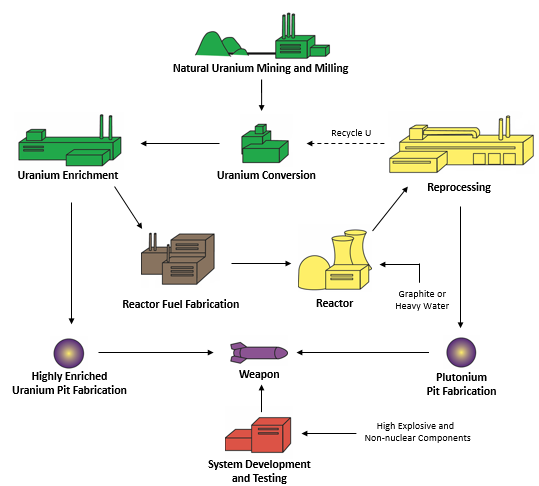 Natural Uranium Mining and Milling
Recycle U
Uranium Enrichment
Uranium Conversion
Reprocessing
Reactor Fuel Fabrication
Reactor
Graphite or
Heavy Water
Highly Enriched
Uranium Pit Fabrication
Weapon
Plutonium
Pit Fabrication
High Explosive and
Non-nuclear Components
System Development
and Testing